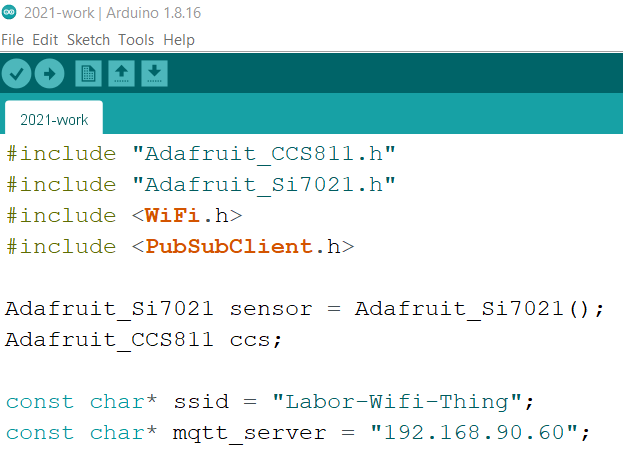 2021-work | Arduino 1.8.16
File Edit Sketch Tools Help
2021-work
#include "Adafruit_CCS811.h"
#include "Adafruit_Si7021.h"
#include <WiFi.h>
#include <PubSubClient.h>
Adafruit_Si7021 sensor = Adafruit_Si7021();
Adafruit_CCS811 ccs;
const char* ssid = "Labor-Wifi-Thing";
const char* mqtt_server = "192.168.90.60";